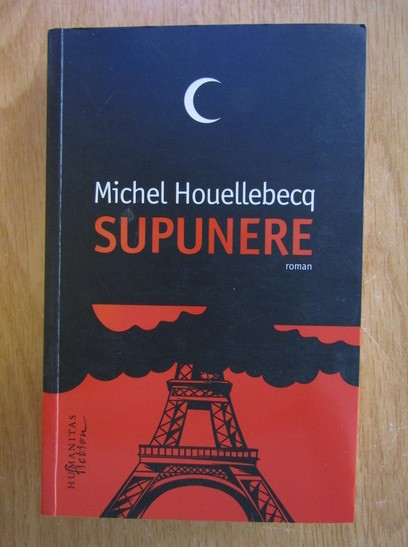 Michel Houellebecq
SUPUNERE
roman
HUMANITAS
fiction